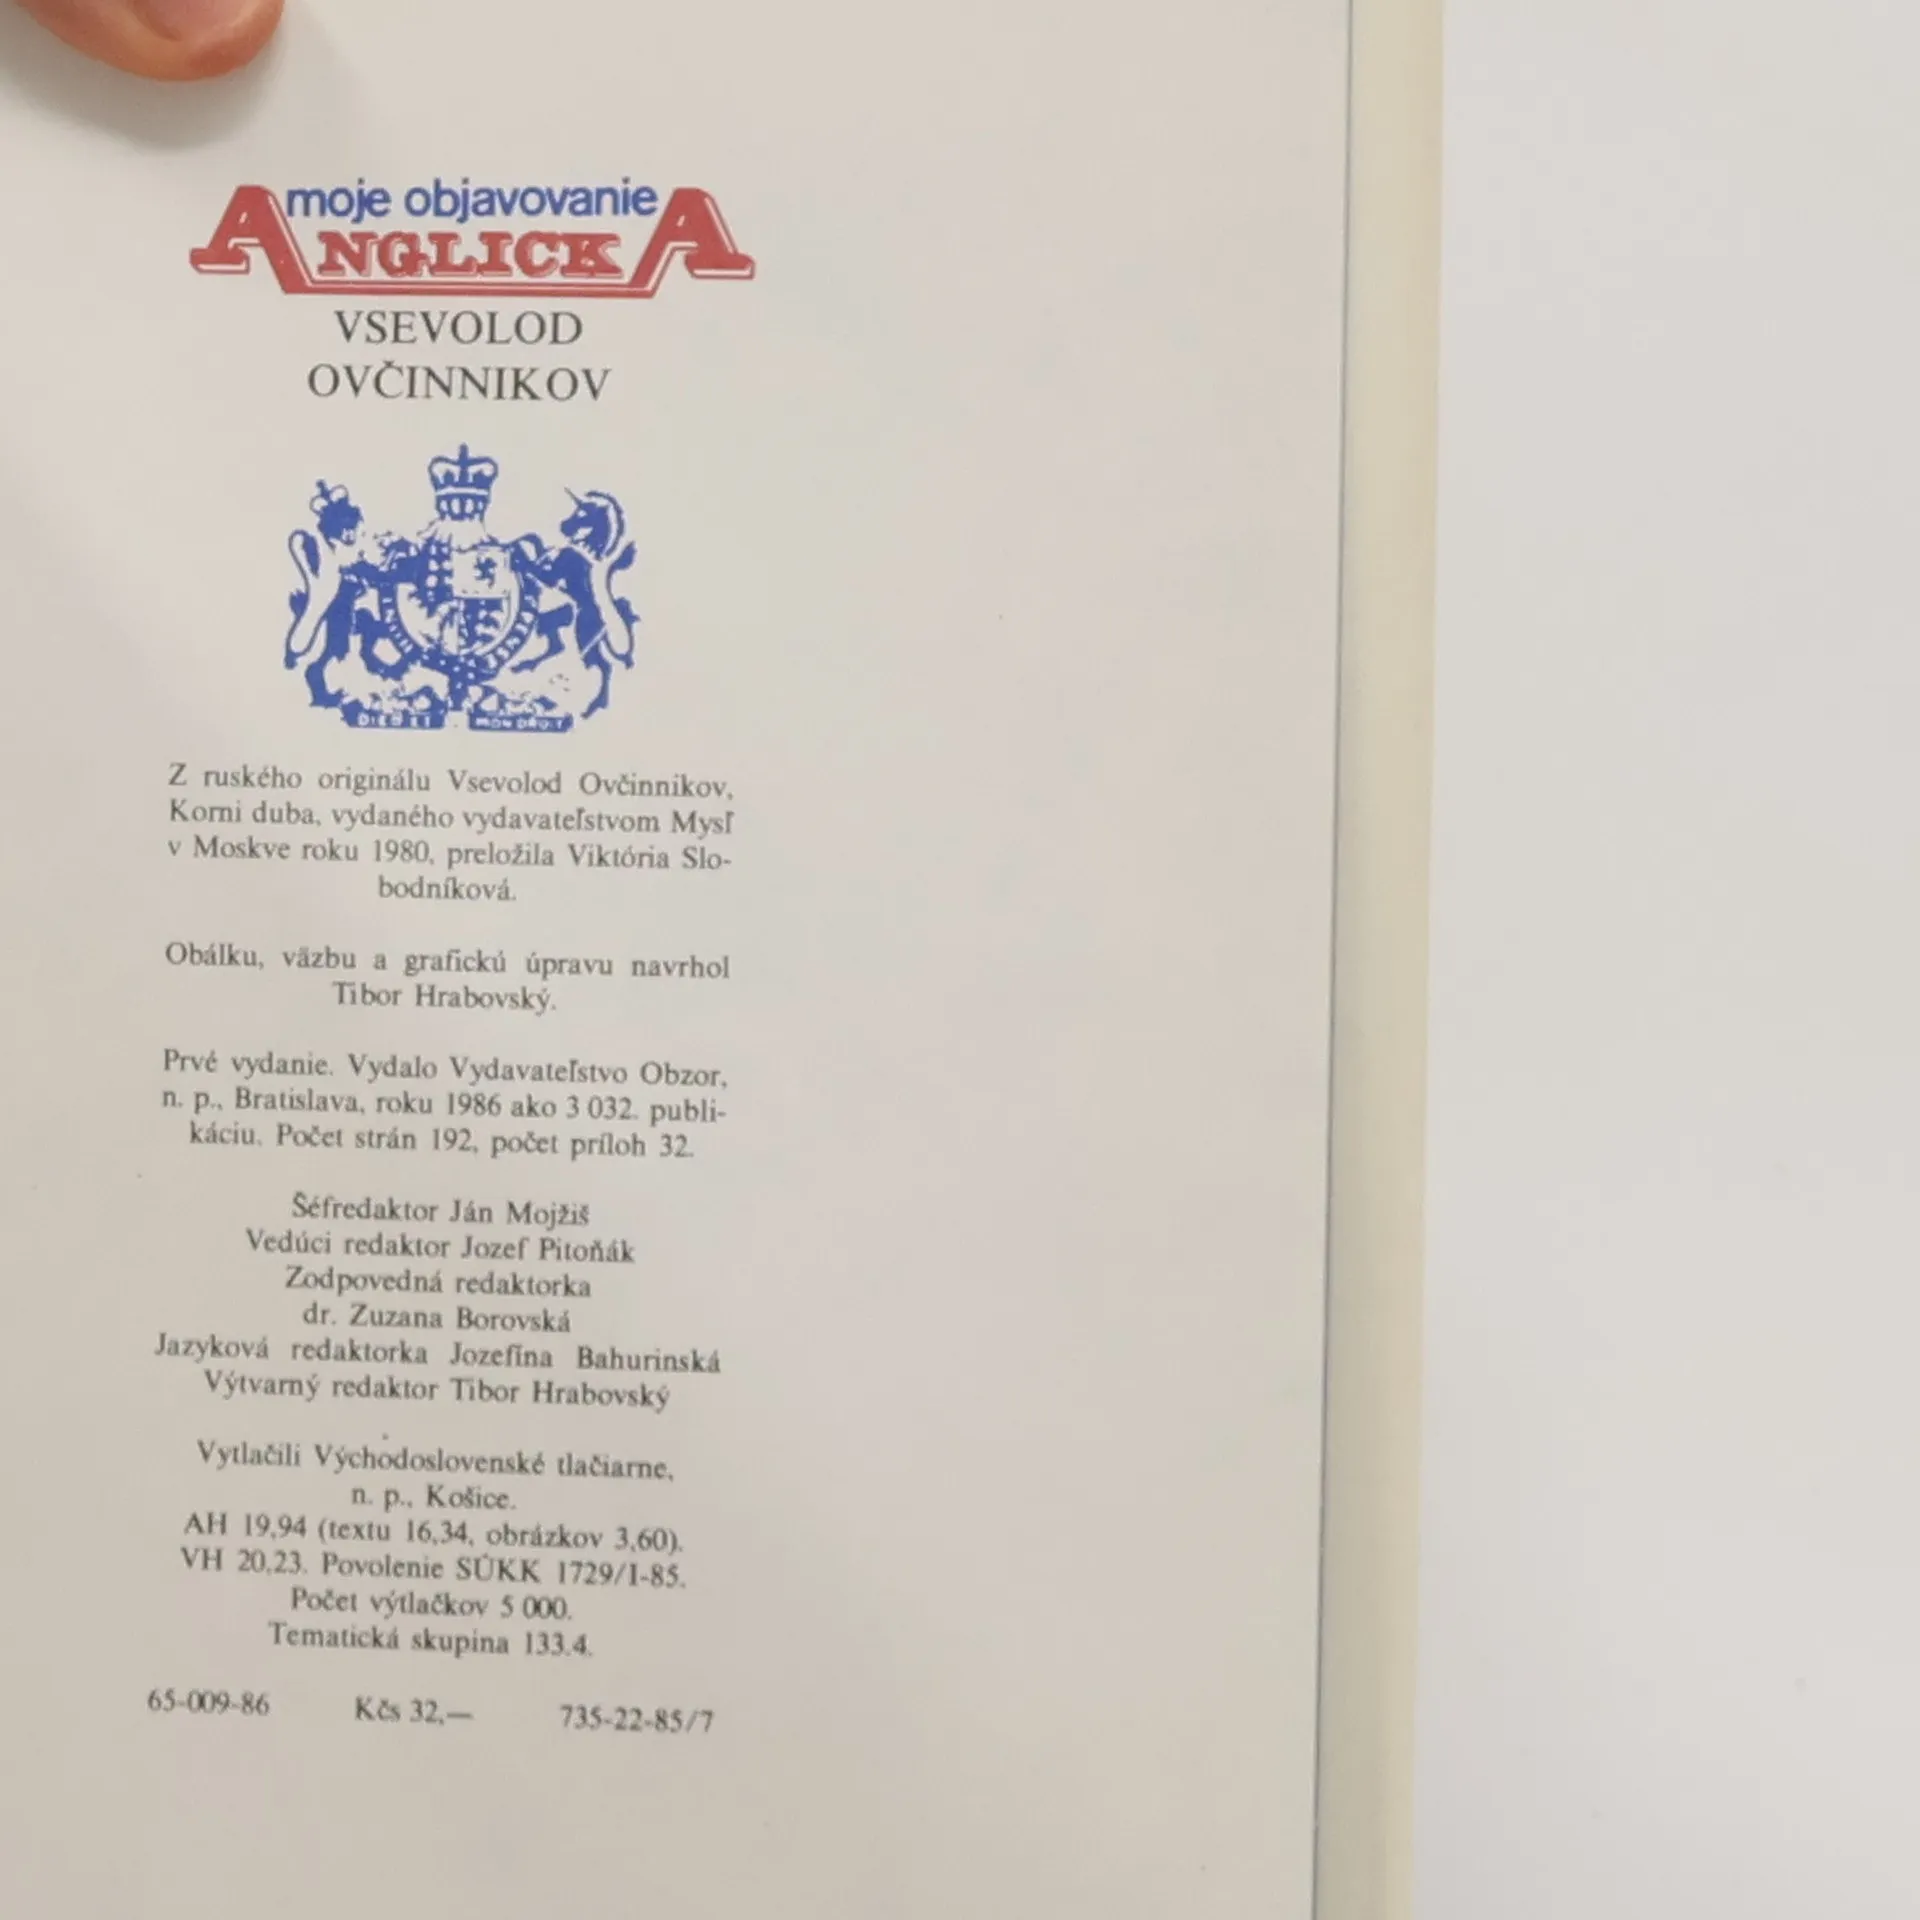 moje objavovanie
ANGLICKA
VSEVOLOD
OVČINNIKOV
DIEU ET MON DROIT
Z ruského originálu Vsevolod Ovčinnikov,
Korni duba, vydaného vydavateľstvom Mysľ
v Moskve roku 1980, preložila Viktória Slo-
bodníková.
Obálku, väzbu a grafickú úpravu navrhol
Tibor Hrabovský.
Prvé vydanie. Vydalo Vydavateľstvo Obzor,
n. p., Bratislava, roku 1986 ako 3 032. publi-
káciu. Počet strán 192, počet príloh 32.
Šéfredaktor Ján Mojžiš
Vedúci redaktor Jozef Pitoňák
Zodpovedná redaktorka
dr. Zuzana Borovská
Jazyková redaktorka Jozefína Bahurinská
Výtvarný redaktor Tibor Hrabovský
Vytlačili Východoslovenské tlačiarne,
n. p., Košice.
AH 19,94 (textu 16,34, obrázkov 3,60).
VH 20,23. Povolenie SÚKK 1729/I-85.
Počet výtlačkov 5 000.
Tematická skupina 133.4.
65-009-86 Kčs 32,— 735-22-85/7